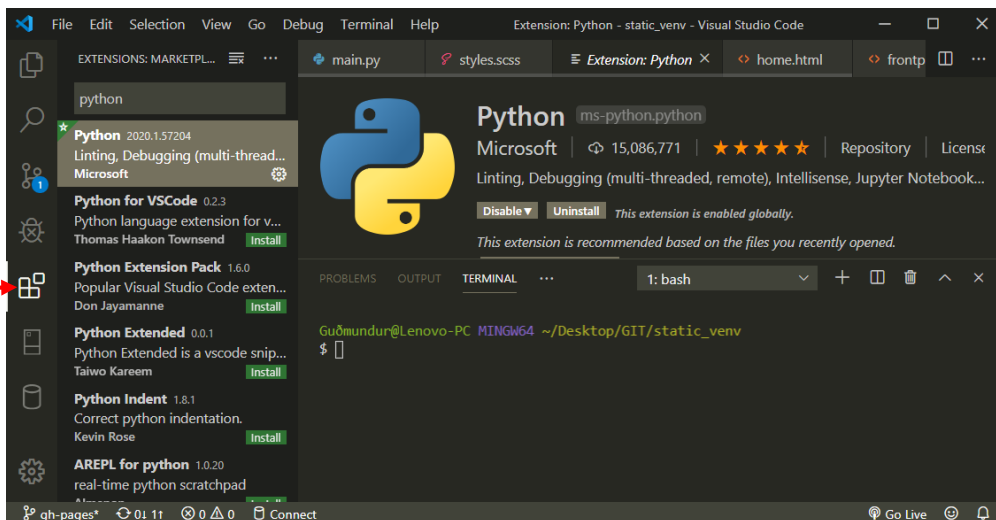 File Edit Selection View Go Debug Terminal Help Extension: Python - static_venv - Visual Studio Code
EXTENSIONS: MARKETPL...
python
Python 2020.1.57204
Linting, Debugging (multi-thread...
Microsoft
Python for VSCode 0.2.3
Python language extension for v...
Thomas Haakon Townsend Install
Python Extension Pack 1.6.0
Popular Visual Studio Code exten...
Don Jayamanne Install
Python Extended 0.0.1
Python Extended is a vscode snip...
Taiwo Kareem Install
Python Indent 1.8.1
Correct python indentation.
Kevin Rose Install
AREPL for python 1.0.20
real-time python scratchpad
main.py styles.scss Extension: Python home.html frontp
Python ms-python.python
Microsoft 15,086,771 Repository License
Linting, Debugging (multi-threaded, remote), Intellisense, Jupyter Notebook...
Disable Uninstall This extension is enabled globally.
This extension is recommended based on the files you recently opened.
PROBLEMS OUTPUT TERMINAL ... 1: bash
Guðmundur@Lenovo-PC MINGW64 ~/Desktop/GIT/static_venv
$
1
gh-pages* 0↓ 1↑ 0 0 Connect Go Live